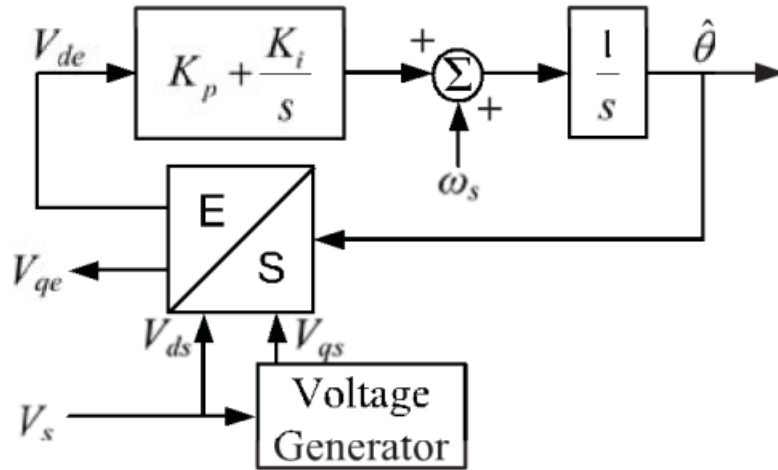 V_de
K_p + K_i / s
+
Σ
+
ω_s
1 / s
θ̂
E
S
V_qe
V_ds
V_qs
V_s
Voltage
Generator